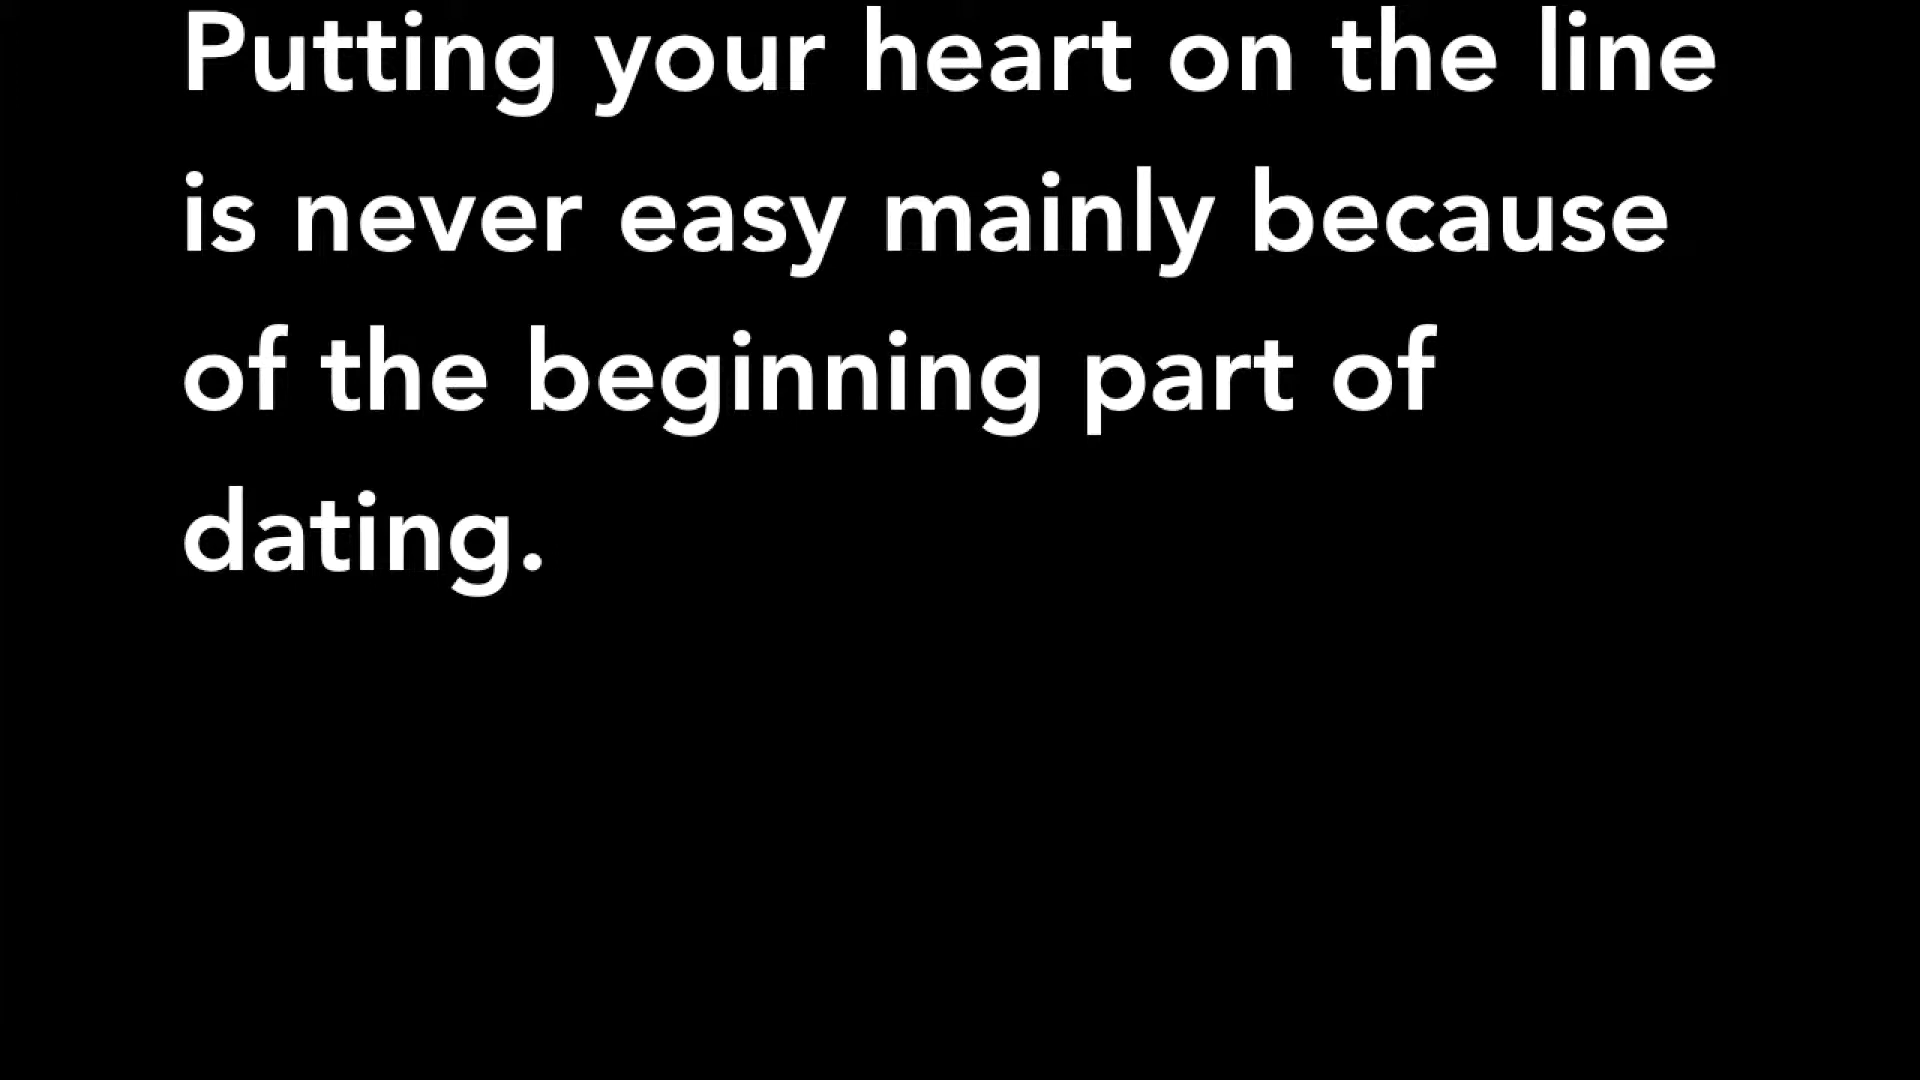 Putting your heart on the line
is never easy mainly because
of the beginning part of
dating.